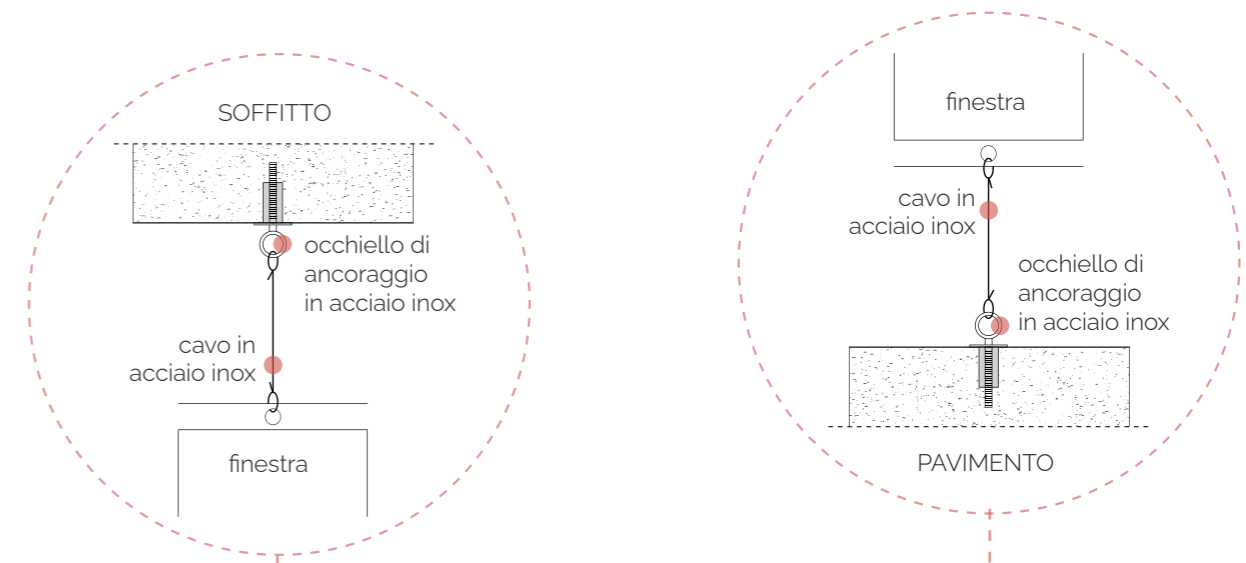 SOFFITTO
occhiello di
ancoraggio
in acciaio inox
cavo in
acciaio inox
finestra
finestra
cavo in
acciaio inox
occhiello di
ancoraggio
in acciaio inox
PAVIMENTO